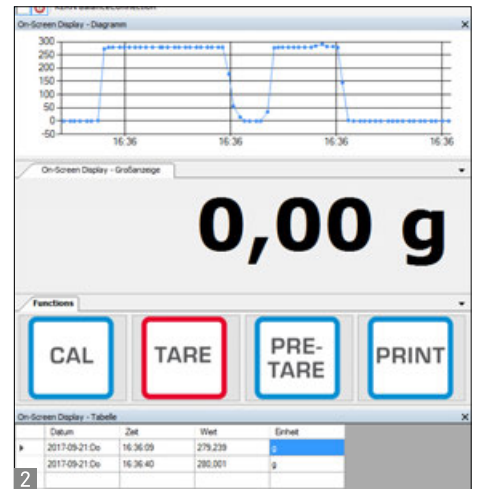 KERN BalanceConnection
On-Screen Display - Diagramm
300
250
200
150
100
50
0
-50
16:36 16:36 16:36 16:36
On-Screen Display - Großanzeige
0,00 g
Functions
CAL TARE PRE-TARE PRINT
On-Screen Display - Tabelle
Datum Zeit Wert Einheit
2017-09-21:Do 16:36:09 279,239 g
2017-09-21:Do 16:36:40 280,001 g
2